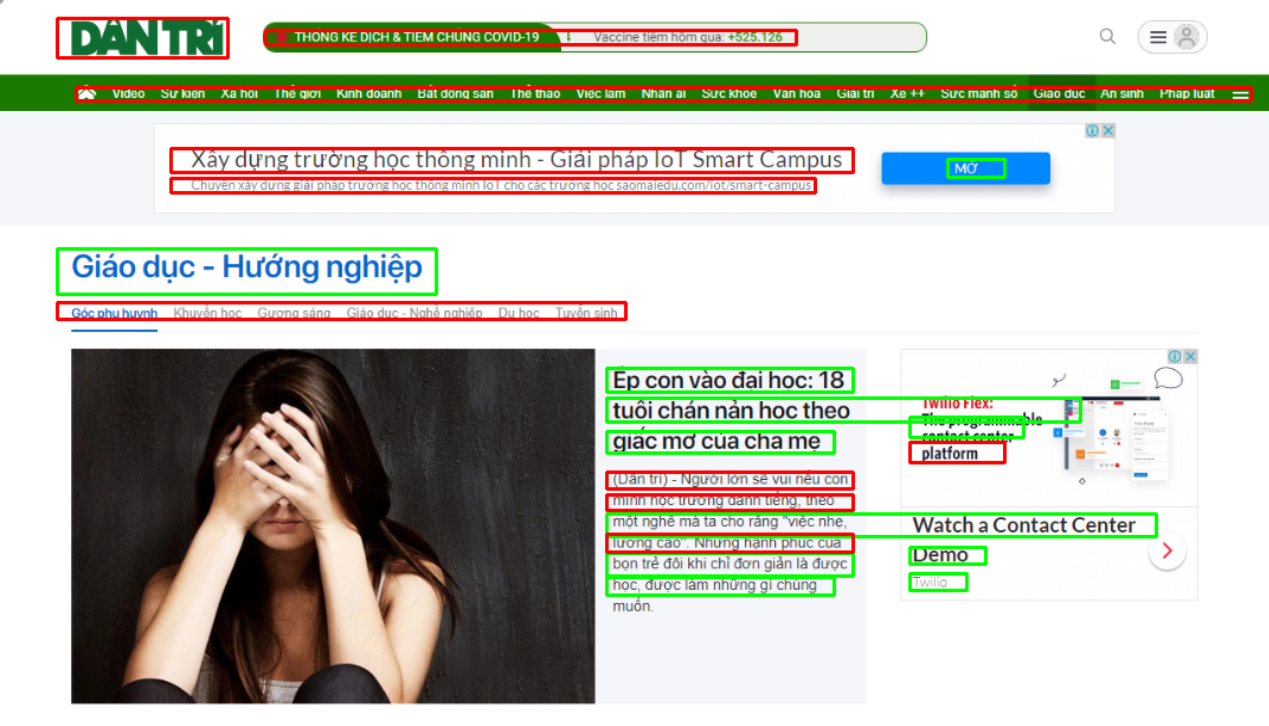 DÂN TRÍ
THỐNG KÊ DỊCH & TIÊM CHỦNG COVID-19 Vaccine tiêm hôm qua: +525.126
Video Sự kiện Xã hội Thế giới Kinh doanh Bất động sản Thể thao Việc làm Nhân ái Sức khỏe Văn hóa Giải trí Xe ++ Sức mạnh số Giáo dục An sinh Pháp luật
Xây dựng trường học thông minh - Giải pháp IoT Smart Campus
Chuyên xây dựng giải pháp trường học thông minh IoT cho các trường học saomaiedu.com/iot/smart-campus
MỞ
Giáo dục - Hướng nghiệp
Góc phụ huynh Khuyến học Gương sáng Giáo dục - Nghề nghiệp Du học Tuyển sinh
Ép con vào đại học: 18
tuổi chán nản học theo
giấc mơ của cha mẹ
(Dân trí) - Người lớn sẽ vui nếu con
mình học trường danh tiếng, theo
một nghề mà ta cho rằng "việc nhẹ,
lương cao". Nhưng hạnh phúc của
bọn trẻ đôi khi chỉ đơn giản là được
học, được làm những gì chúng
muốn.
Twilio Flex:
The programmable
contact center
platform
Watch a Contact Center
Demo
Twilio